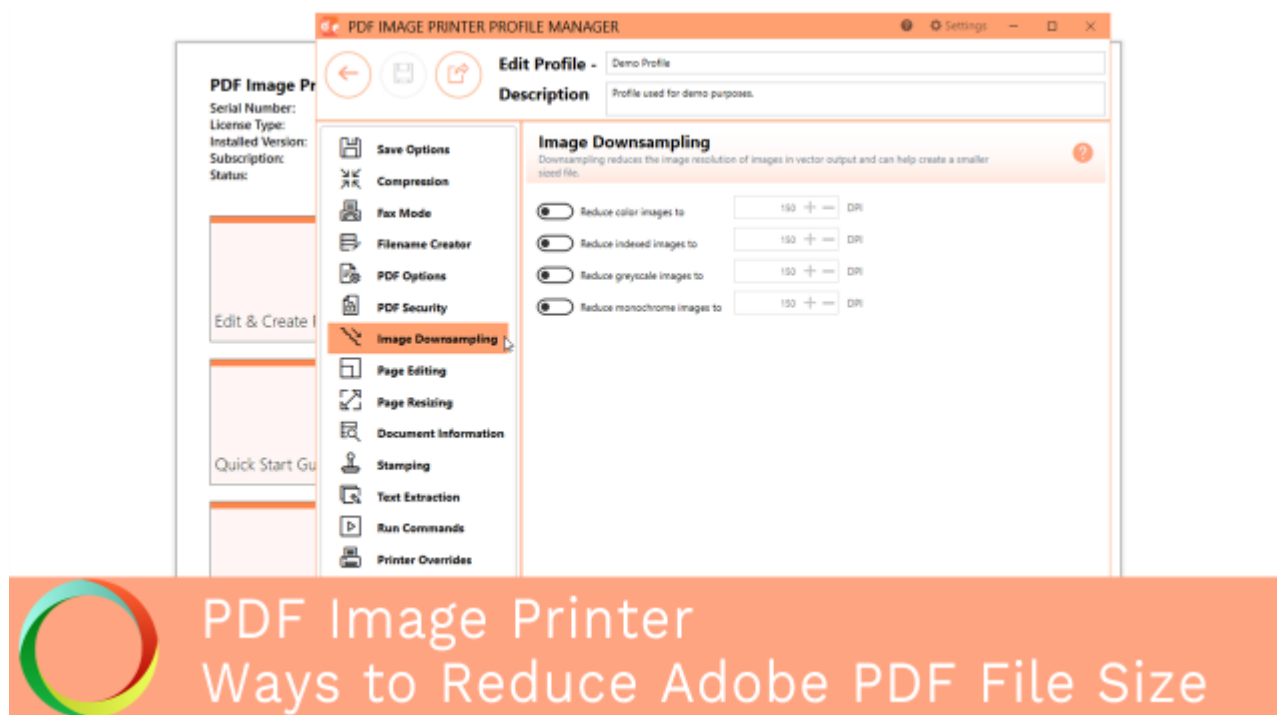 PDF IMAGE PRINTER PROFILE MANAGER
Settings
Edit Profile -
Demo Profile
Description
Profile used for demo purposes.
PDF Image Pr
Serial Number:
License Type:
Installed Version:
Subscription:
Status:
Edit & Create
Quick Start Gu
Save Options
Compression
Fax Mode
Filename Creator
PDF Options
PDF Security
Image Downsampling
Page Editing
Page Resizing
Document Information
Stamping
Text Extraction
Run Commands
Printer Overrides
Image Downsampling
Downsampling reduces the image resolution of images in vector output and can help create a smaller
sized file.
Reduce color images to 150 DPI
Reduce indexed images to 150 DPI
Reduce greyscale images to 150 DPI
Reduce monochrome images to 150 DPI
PDF Image Printer
Ways to Reduce Adobe PDF File Size